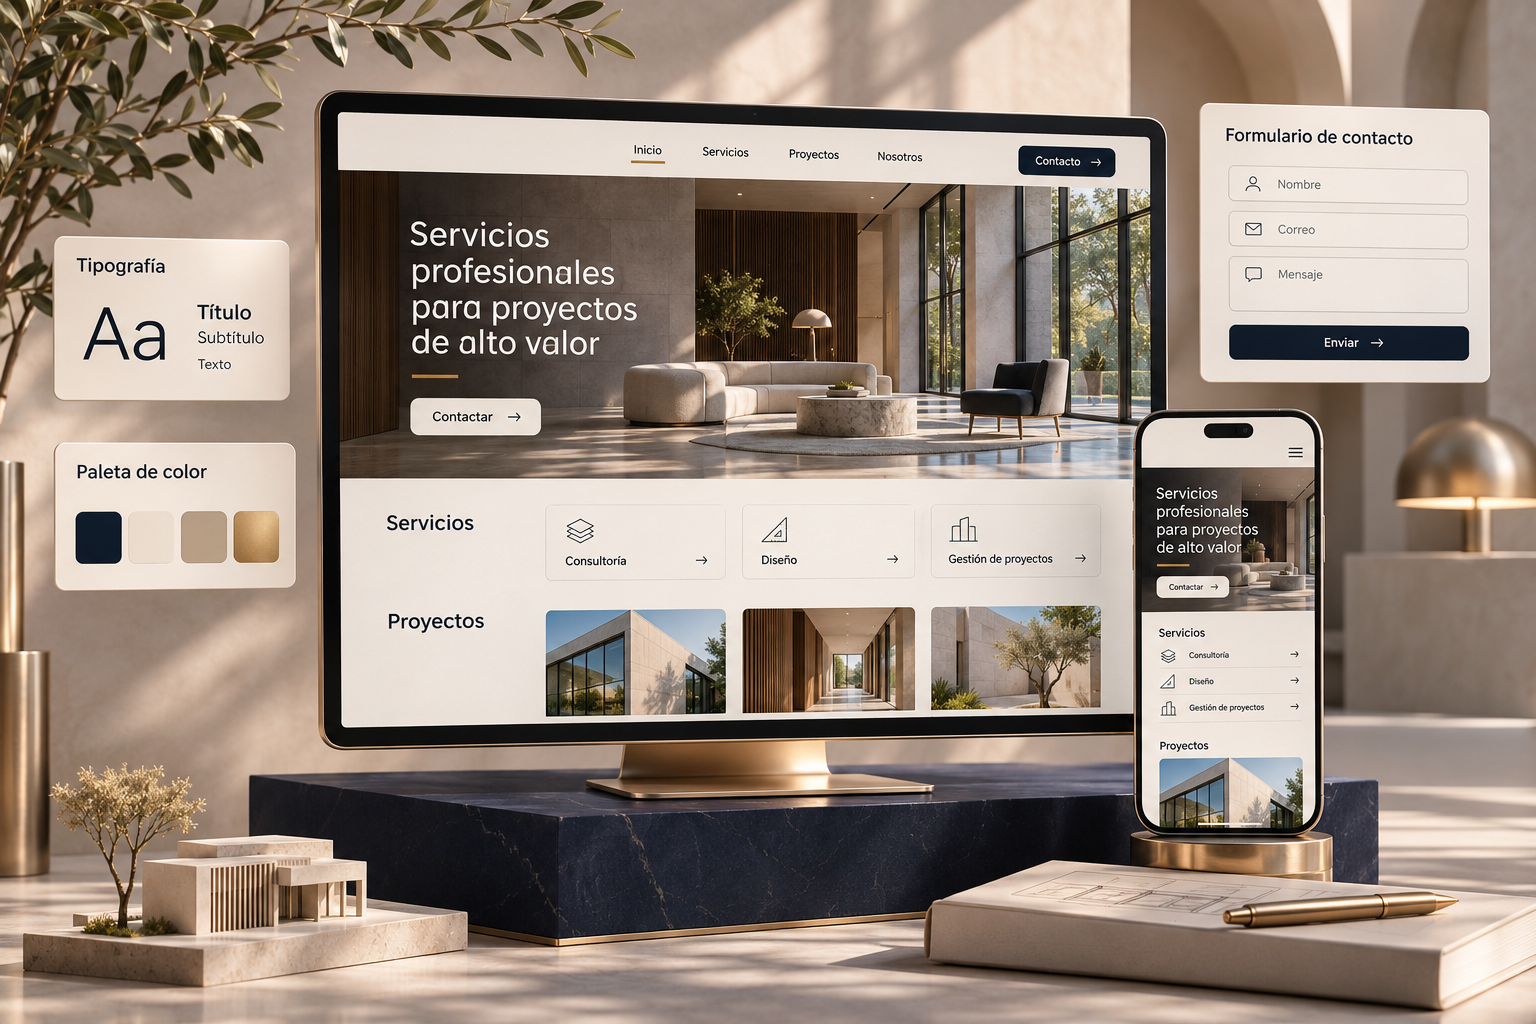 Inicio
Servicios
Proyectos
Nosotros
Contacto
Servicios
profesionales
para proyectos
de alto valor
Contactar
Servicios
Consultoría
Diseño
Gestión de proyectos
Proyectos
Tipografía
Aa
Título
Subtítulo
Texto
Paleta de color
Formulario de contacto
Nombre
Correo
Mensaje
Enviar
Servicios
profesionales
para proyectos
de alto valor
Contactar
Servicios
Consultoría
Diseño
Gestión de proyectos
Proyectos